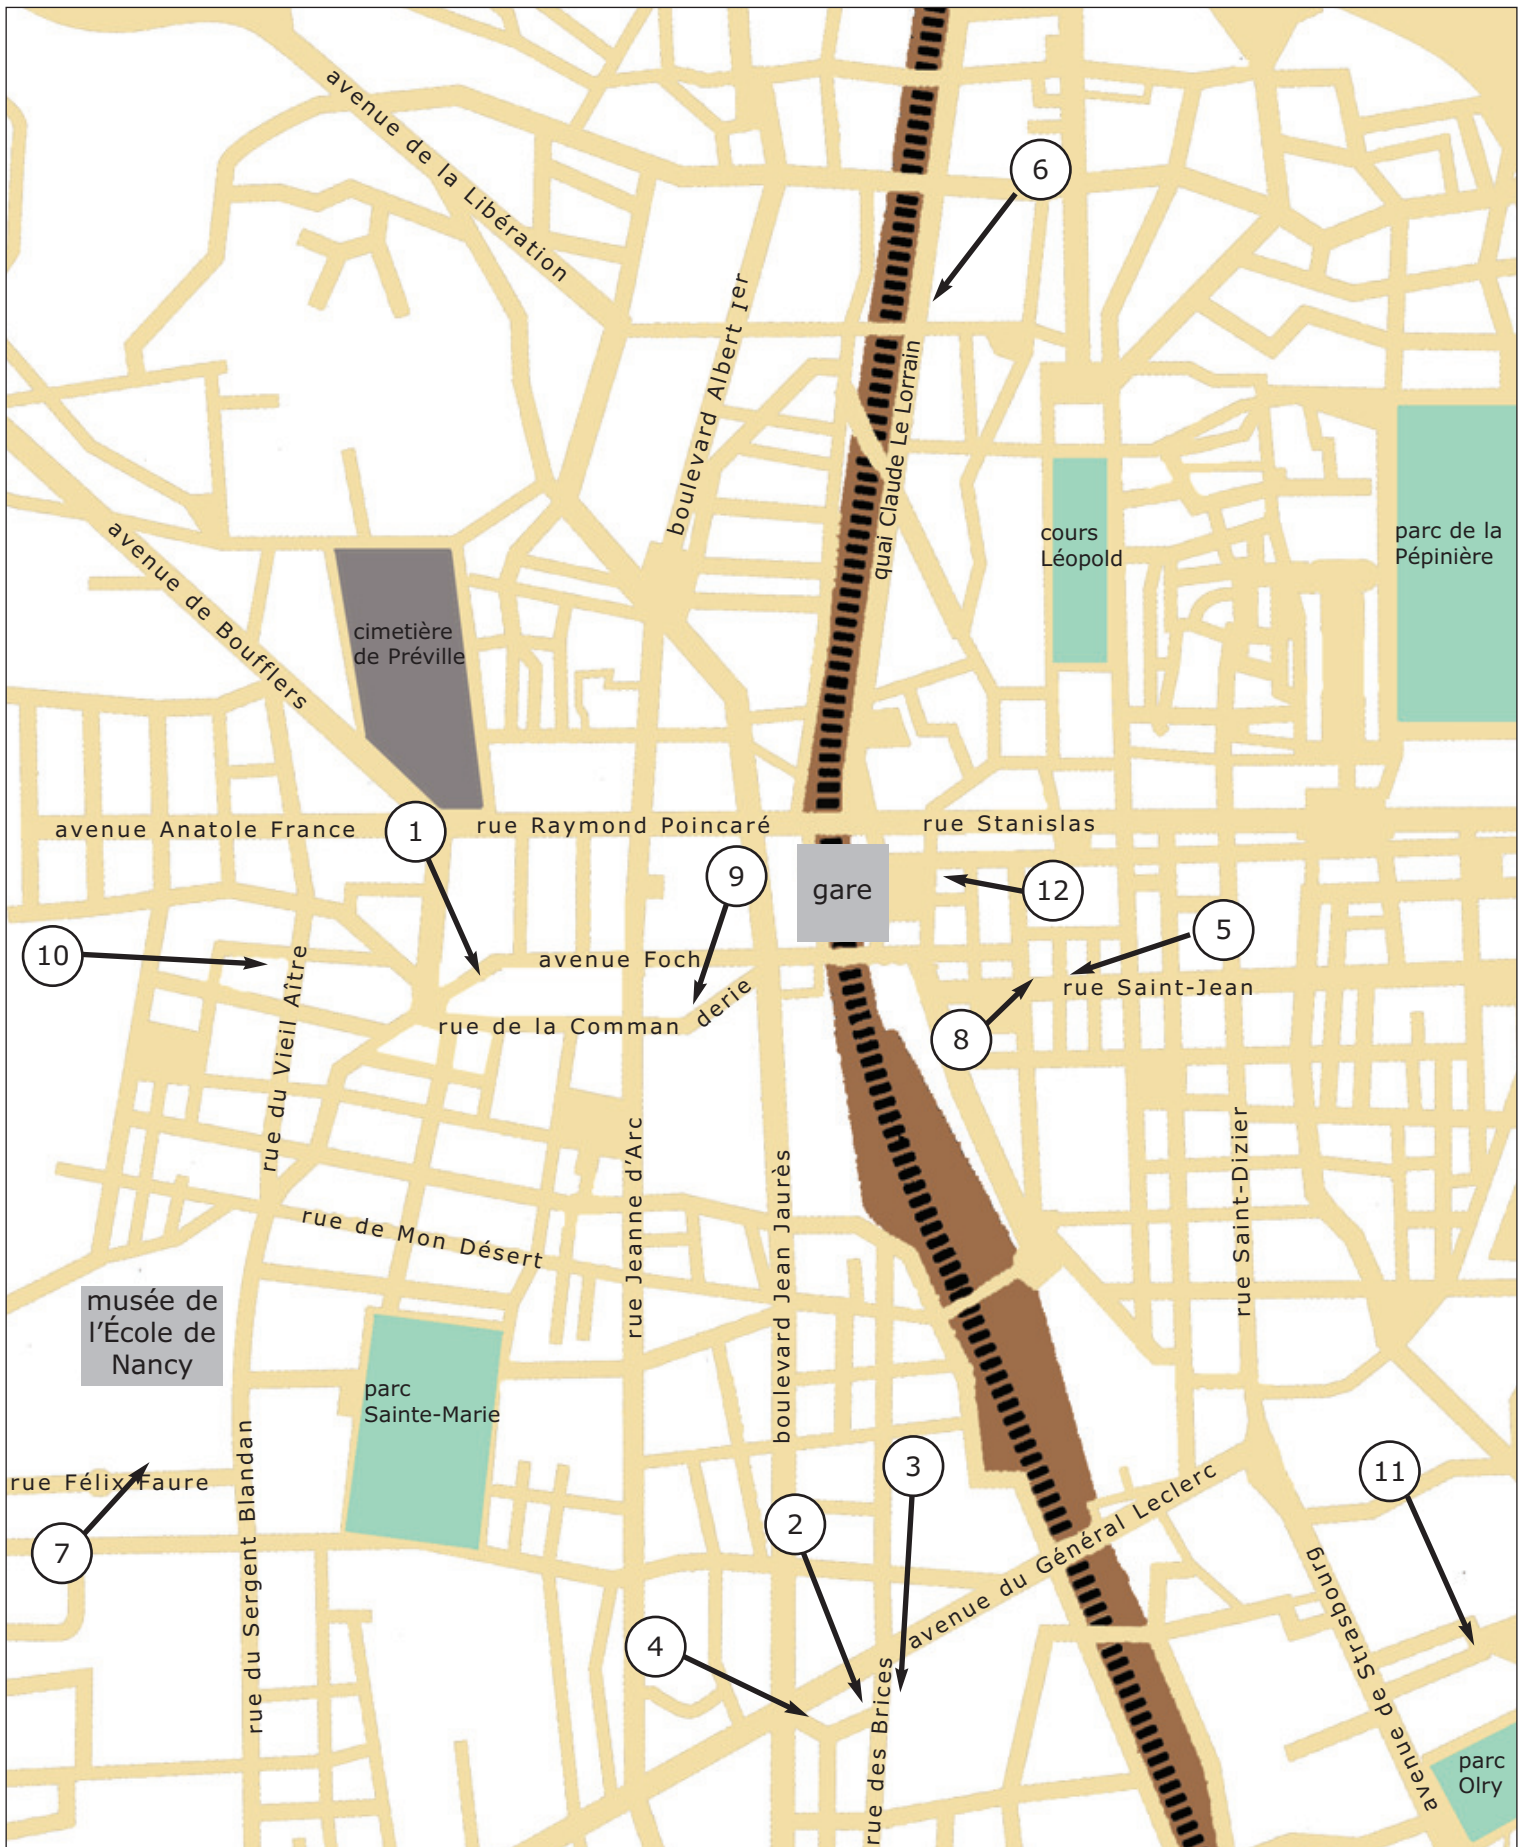 avenue de la Libération
6
boulevard Albert Ier
quai Claude Le Lorrain
cours
Léopold
parc de la
Pépinière
avenue de Boufflers
cimetière
de Préville
avenue Anatole France
1
rue Raymond Poincaré
rue Stanislas
9
gare
12
5
10
avenue Foch
rue Saint-Jean
rue de la Comman
derie
8
rue du Vieil Aître
rue de Mon Désert
rue Jeanne d'Arc
boulevard Jean Jaurès
rue Saint-Dizier
musée de
l'École de
Nancy
parc
Sainte-Marie
rue Félix Faure
rue du Sergent Blandan
7
3
2
11
4
avenue du Général Leclerc
avenue de Strasbourg
rue des Brices
parc
Olry